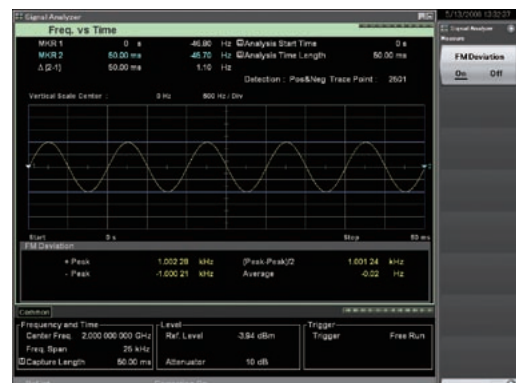 Signal Analyzer
5/13/2009 13:32:37
Freq. vs Time
MKR 1 0 s -46.80 Hz Analysis Start Time 0 s
MKR 2 50.00 ms -45.70 Hz Analysis Time Length 50.00 ms
Δ (2-1) 50.00 ms 1.10 Hz
Detection : Pos&Neg Trace Point : 2501
Vertical Scale Center : 0 Hz 600 Hz / Div
Start 0 s Stop 50 ms
FM Deviation
+ Peak 1.002 28 kHz (Peak-Peak)/2 1.001 24 kHz
- Peak -1.000 21 kHz Average -0.02 Hz
Common
Frequency and Time
Center Freq. 2.000 000 000 GHz
Freq. Span 25 kHz
Capture Length 50.00 ms
Level
Ref. Level -3.94 dBm
Attenuator 10 dB
Trigger
Trigger Free Run
Signal Analyzer
Measure
FM Deviation
On Off